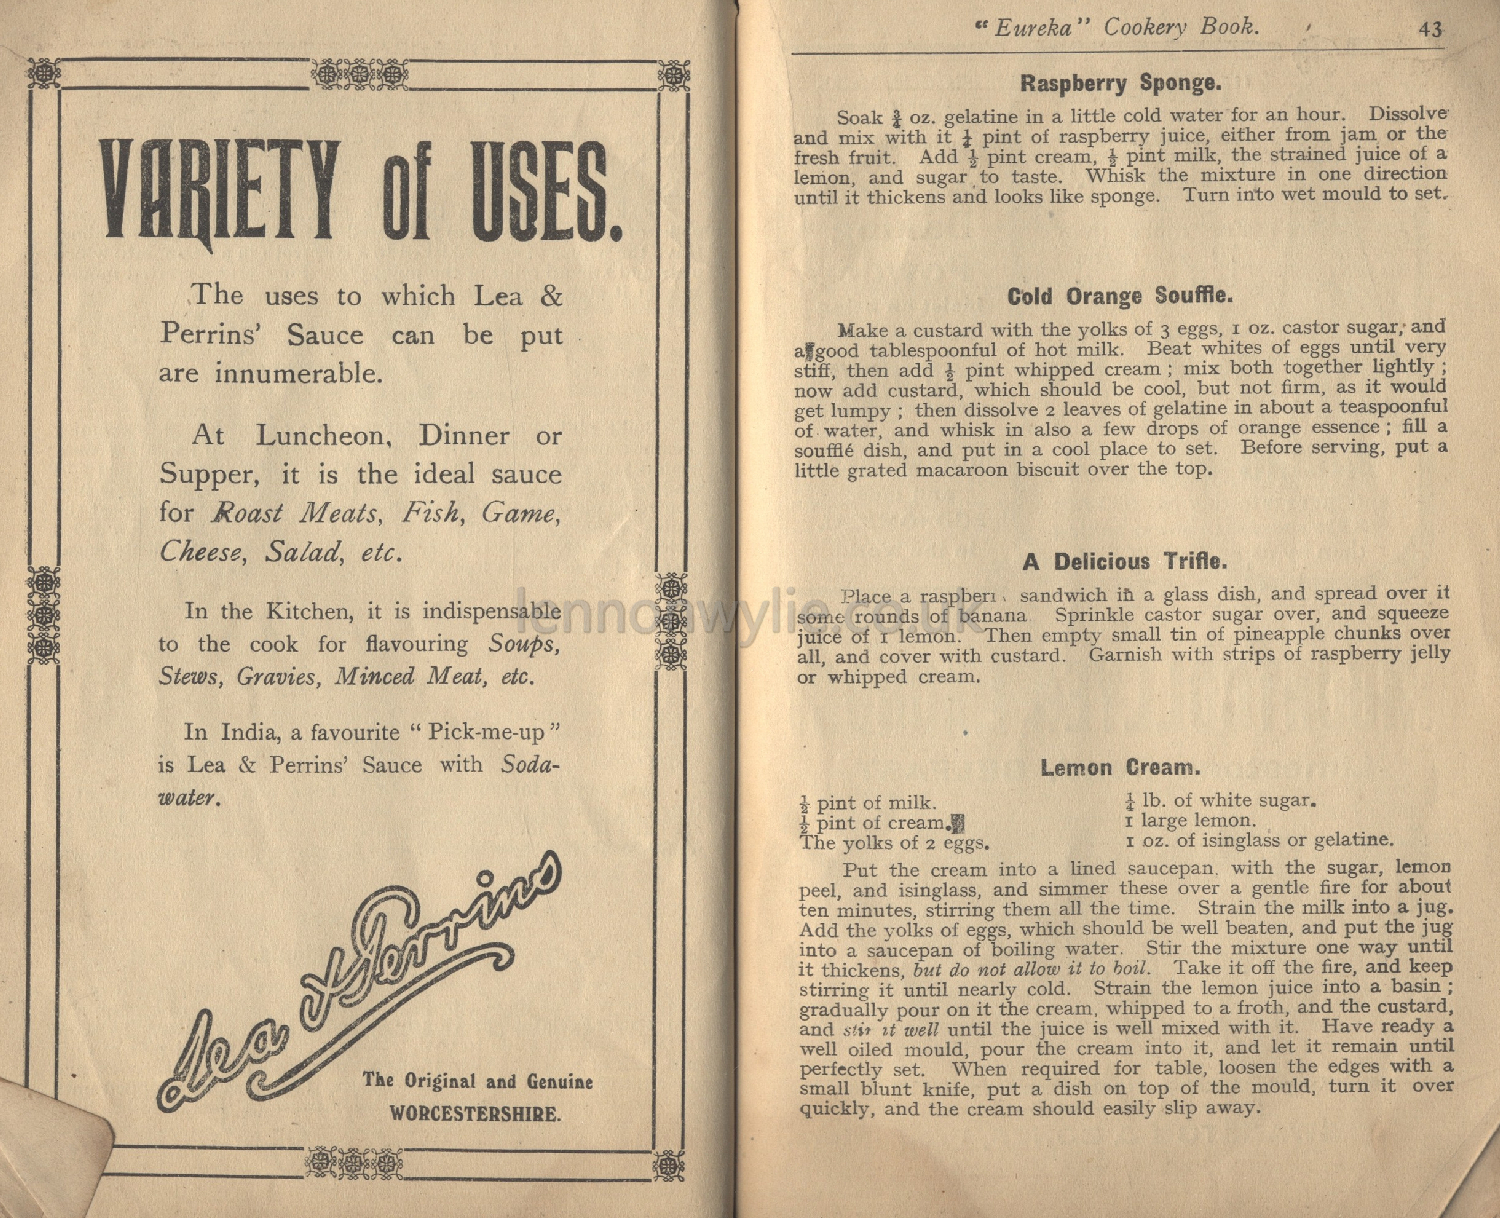 VARIETY of USES.
The uses to which Lea &
Perrins' Sauce can be put
are innumerable.
At Luncheon, Dinner or
Supper, it is the ideal sauce
for Roast Meats, Fish, Game,
Cheese, Salad, etc.
In the Kitchen, it is indispensable
to the cook for flavouring Soups,
Stews, Gravies, Minced Meat, etc.
In India, a favourite "Pick-me-up"
is Lea & Perrins' Sauce with Soda-
water.
Lea & Perrins
The Original and Genuine
WORCESTERSHIRE.
"Eureka" Cookery Book. 43
Raspberry Sponge.
Soak ¾ oz. gelatine in a little cold water for an hour. Dissolve
and mix with it ½ pint of raspberry juice, either from jam or the
fresh fruit. Add ½ pint cream, ½ pint milk, the strained juice of a
lemon, and sugar to taste. Whisk the mixture in one direction
until it thickens and looks like sponge. Turn into wet mould to set.
Cold Orange Souffle.
Make a custard with the yolks of 3 eggs, 1 oz. castor sugar, and
a good tablespoonful of hot milk. Beat whites of eggs until very
stiff, then add ½ pint whipped cream; mix both together lightly;
now add custard, which should be cool, but not firm, as it would
get lumpy; then dissolve 2 leaves of gelatine in about a teaspoonful
of water, and whisk in also a few drops of orange essence; fill a
soufflé dish, and put in a cool place to set. Before serving, put a
little grated macaroon biscuit over the top.
A Delicious Trifle.
Place a sandwich in a glass dish, and spread over it
some rounds of banana Sprinkle castor sugar over, and squeeze
juice of 1 lemon. Then empty small tin of pineapple chunks over
all, and cover with custard. Garnish with strips of raspberry jelly
or whipped cream.
lennonwylie.co.uk
Lemon Cream.
½ pint of milk. ¼ lb. of white sugar.
½ pint of cream. 1 large lemon.
The yolks of 2 eggs. 1 oz. of isinglass or gelatine.
Put the cream into a lined saucepan, with the sugar, lemon
peel, and isinglass, and simmer these over a gentle fire for about
ten minutes, stirring them all the time. Strain the milk into a jug.
Add the yolks of eggs, which should be well beaten, and put the jug
into a saucepan of boiling water. Stir the mixture one way until
it thickens, but do not allow it to boil. Take it off the fire, and keep
stirring it until nearly cold. Strain the lemon juice into a basin;
gradually pour on it the cream, whipped to a froth, and the custard,
and stir it well until the juice is well mixed with it. Have ready a
well oiled mould, pour the cream into it, and let it remain until
perfectly set. When required for table, loosen the edges with a
small blunt knife, put a dish on top of the mould, turn it over
quickly, and the cream should easily slip away.